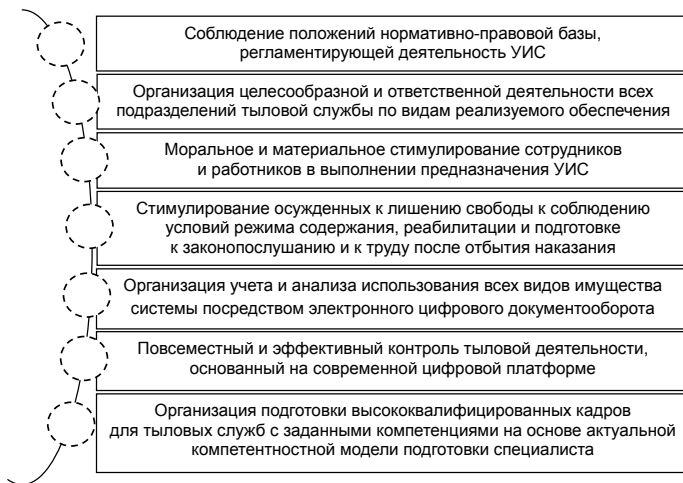 Соблюдение положений нормативно-правовой базы,
регламентирующей деятельность УИС
Организация целесообразной и ответственной деятельности всех
подразделений тыловой службы по видам реализуемого обеспечения
Моральное и материальное стимулирование сотрудников
и работников в выполнении предназначения УИС
Стимулирование осужденных к лишению свободы к соблюдению
условий режима содержания, реабилитации и подготовке
к законопослушанию и к труду после отбытия наказания
Организация учета и анализа использования всех видов имущества
системы посредством электронного цифрового документооборота
Повсеместный и эффективный контроль тыловой деятельности,
основанный на современной цифровой платформе
Организация подготовки высококвалифицированных кадров
для тыловых служб с заданными компетенциями на основе актуальной
компетентностной модели подготовки специалиста